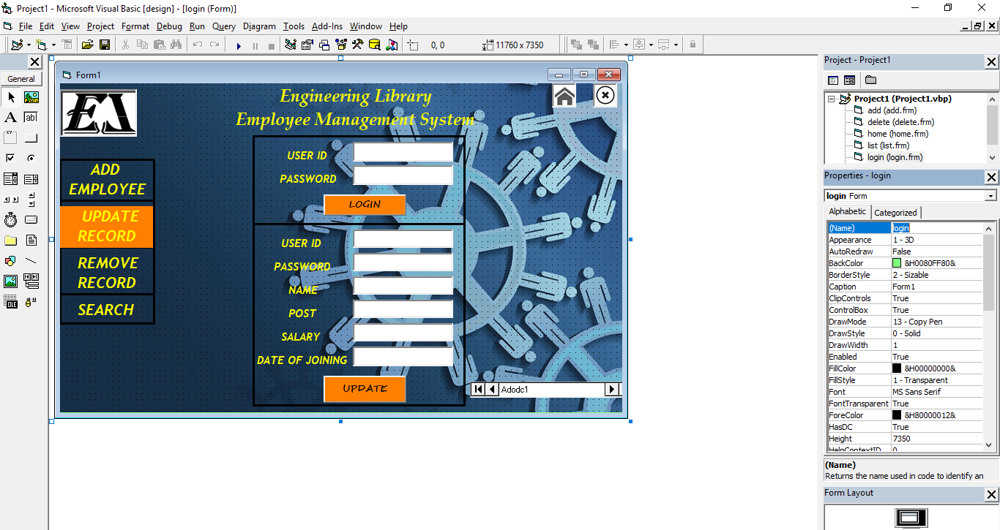 Project1 - Microsoft Visual Basic [design] - [login (Form)]
File Edit View Project Format Debug Run Query Diagram Tools Add-Ins Window Help
0, 0 11760 x 7350
General
A ab|
xy
OLE
Form1
EL
Engineering Library
Employee Management System
ADD
EMPLOYEE
UPDATE
RECORD
REMOVE
RECORD
SEARCH
USER ID
PASSWORD
LOGIN
USER ID
PASSWORD
NAME
POST
SALARY
DATE OF JOINING
UPDATE
Adodc1
Project - Project1
Project1 (Project1.vbp)
add (add.frm)
delete (delete.frm)
home (home.frm)
list (list.frm)
login (login.frm)
Properties - login
login Form
Alphabetic Categorized
(Name) login
Appearance 1 - 3D
AutoRedraw False
BackColor &H0080FF80&
BorderStyle 2 - Sizable
Caption Form1
ClipControls True
ControlBox True
DrawMode 13 - Copy Pen
DrawStyle 0 - Solid
DrawWidth 1
Enabled True
FillColor &H00000000&
FillStyle 1 - Transparent
Font MS Sans Serif
FontTransparent True
ForeColor &H80000012&
HasDC True
Height 7350
HelpContextID 0
(Name)
Returns the name used in code to identify an
Form Layout